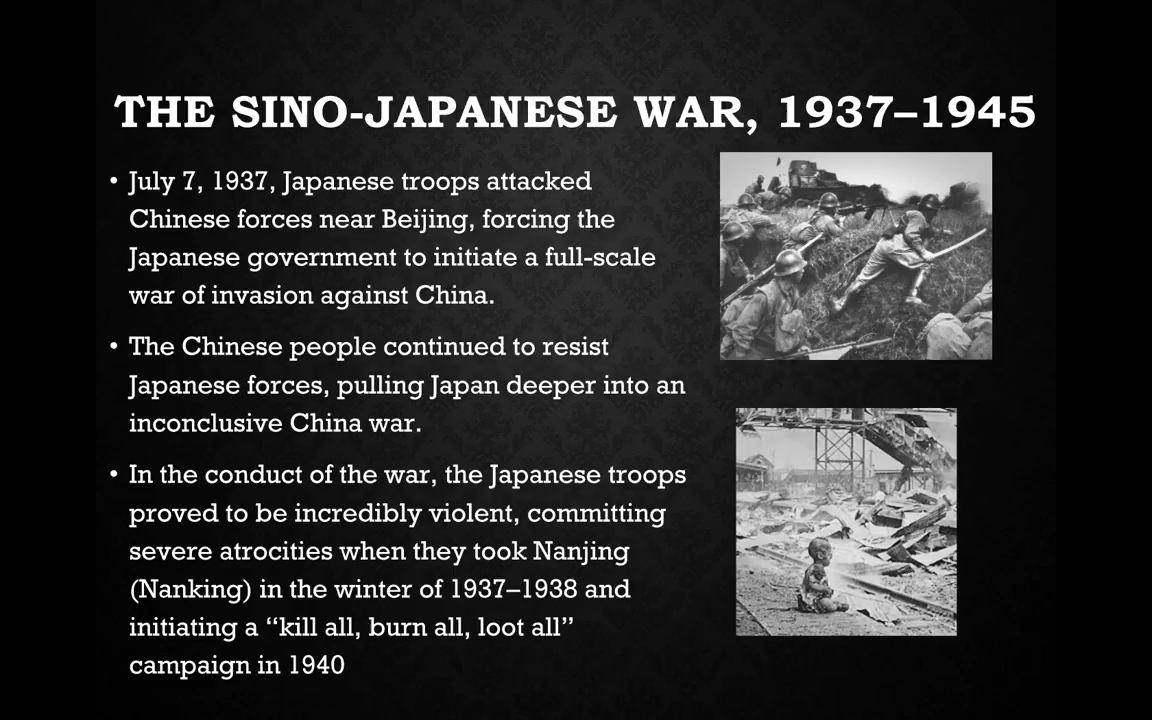 THE SINO-JAPANESE WAR, 1937–1945
• July 7, 1937, Japanese troops attacked
Chinese forces near Beijing, forcing the
Japanese government to initiate a full-scale
war of invasion against China.
• The Chinese people continued to resist
Japanese forces, pulling Japan deeper into an
inconclusive China war.
• In the conduct of the war, the Japanese troops
proved to be incredibly violent, committing
severe atrocities when they took Nanjing
(Nanking) in the winter of 1937–1938 and
initiating a “kill all, burn all, loot all”
campaign in 1940